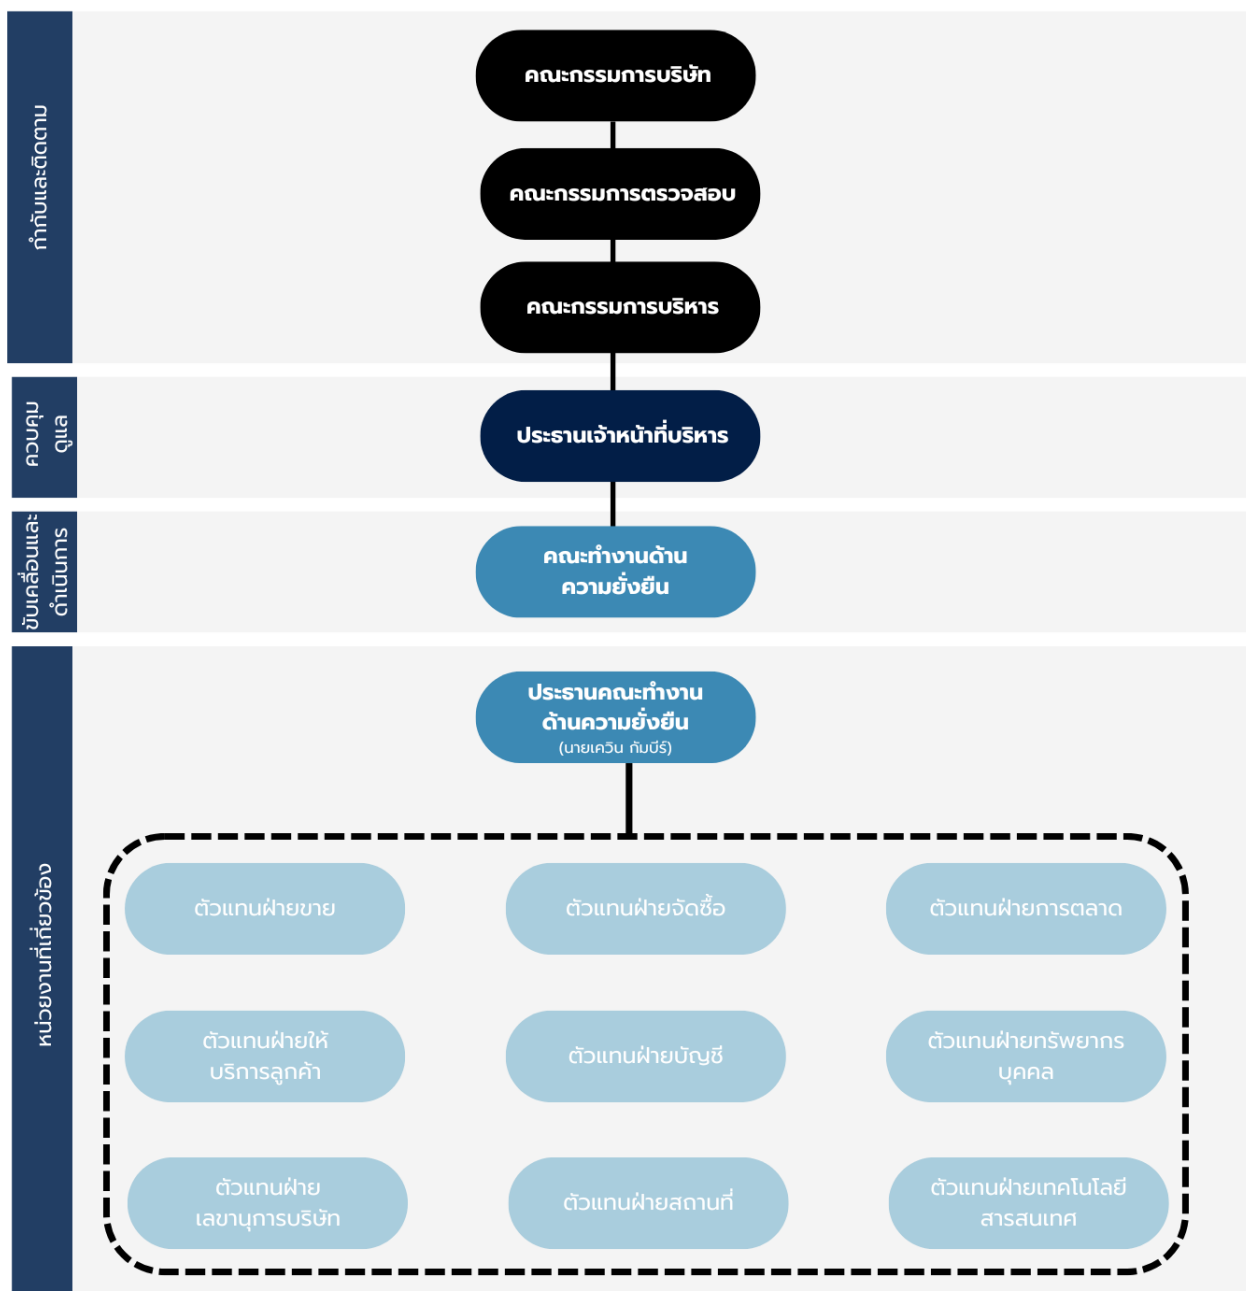 กำกับและติดตาม
คณะกรรมการบริษัท
คณะกรรมการตรวจสอบ
คณะกรรมการบริหาร
ควบคุม
ดูแล
ประธานเจ้าหน้าที่บริหาร
ขับเคลื่อนและ
ดำเนินการ
คณะทำงานด้าน
ความยั่งยืน
หน่วยงานที่เกี่ยวข้อง
ประธานคณะทำงาน
ด้านความยั่งยืน
(นายเควิน กัมบีร์)
ตัวแทนฝ่ายขาย
ตัวแทนฝ่ายจัดซื้อ
ตัวแทนฝ่ายการตลาด
ตัวแทนฝ่ายให้
บริการลูกค้า
ตัวแทนฝ่ายบัญชี
ตัวแทนฝ่ายทรัพยากร
บุคคล
ตัวแทนฝ่าย
เลขานุการบริษัท
ตัวแทนฝ่ายสถานที่
ตัวแทนฝ่ายเทคโนโลยี
สารสนเทศ